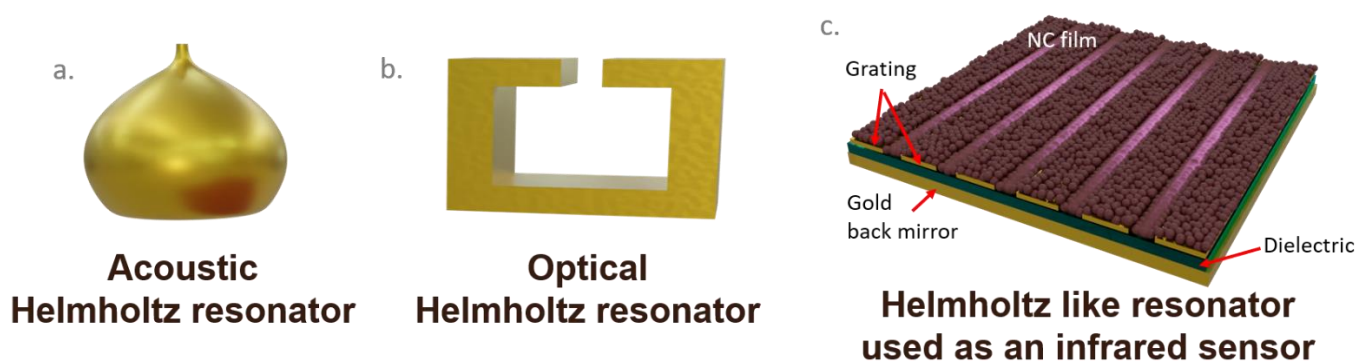 a.
Acoustic
Helmholtz resonator
b.
Optical
Helmholtz resonator
c.
NC film
Grating
Gold
back mirror
Dielectric
Helmholtz like resonator
used as an infrared sensor